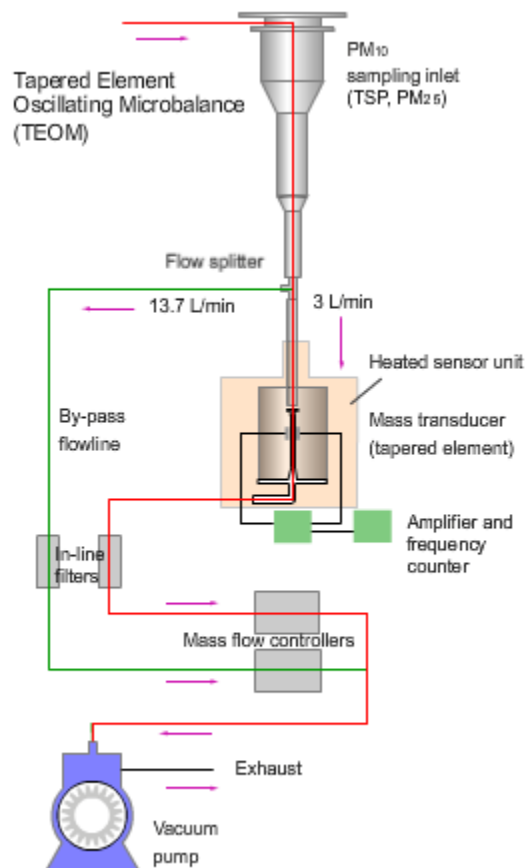 PM10
sampling inlet
(TSP, PM25)
Tapered Element
Oscillating Microbalance
(TEOM)
Flow splitter
13.7 L/min
3 L/min
Heated sensor unit
By-pass
flowline
Mass transducer
(tapered element)
Amplifier and
frequency
counter
In-line
filters
Mass flow controllers
Exhaust
Vacuum
pump